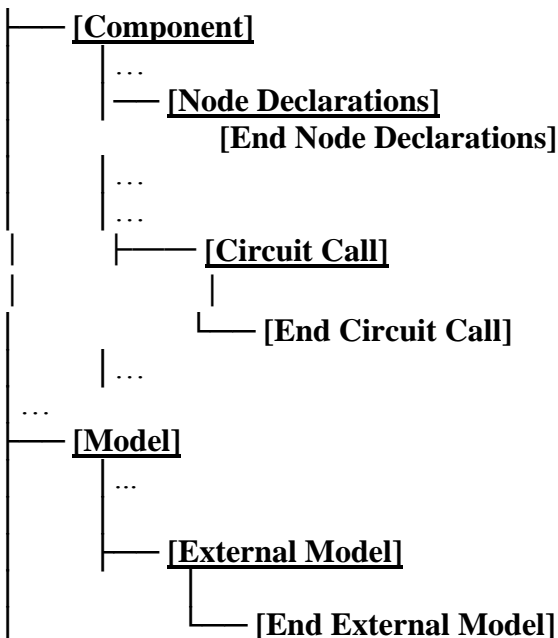 [Component]
...
[Node Declarations]
[End Node Declarations]
...
...
[Circuit Call]
[End Circuit Call]
...
...
[Model]
...
[External Model]
[End External Model]